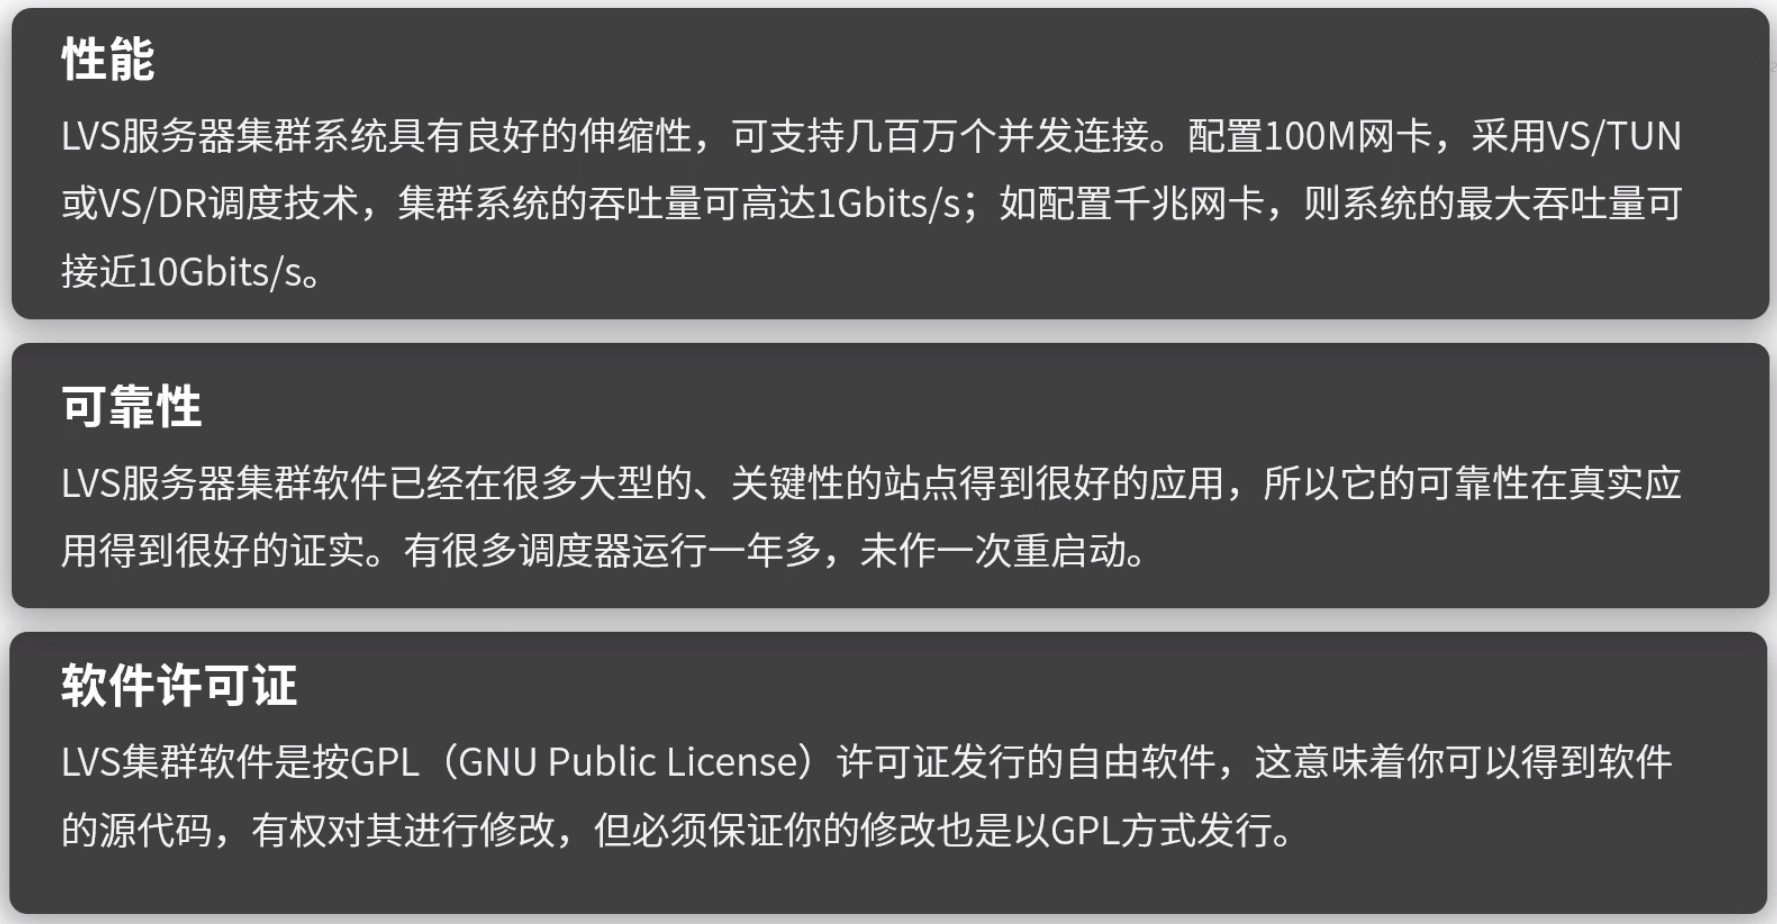 性能
LVS服务器集群系统具有良好的伸缩性，可支持几百万个并发连接。配置100M网卡，采用VS/TUN
或VS/DR调度技术，集群系统的吞吐量可高达1Gbits/s；如配置千兆网卡，则系统的最大吞吐量可
接近10Gbits/s。
可靠性
LVS服务器集群软件已经在很多大型的、关键性的站点得到很好的应用，所以它的可靠性在真实应
用得到很好的证实。有很多调度器运行一年多，未作一次重启动。
软件许可证
LVS集群软件是按GPL（GNU Public License）许可证发行的自由软件，这意味着你可以得到软件
的源代码，有权对其进行修改，但必须保证你的修改也是以GPL方式发行。